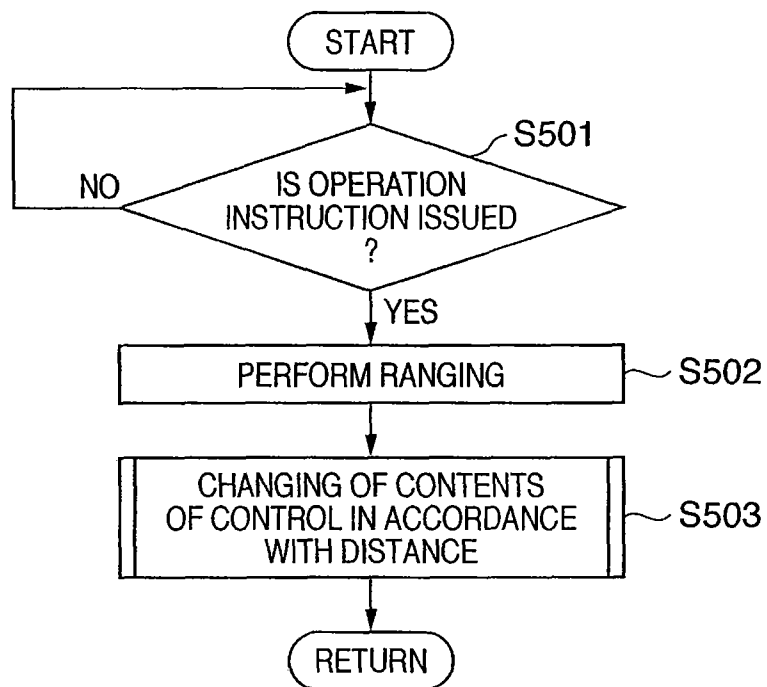 START
S501
NO
IS OPERATION
INSTRUCTION ISSUED
?
YES
PERFORM RANGING
S502
CHANGING OF CONTENTS
OF CONTROL IN ACCORDANCE
WITH DISTANCE
S503
RETURN